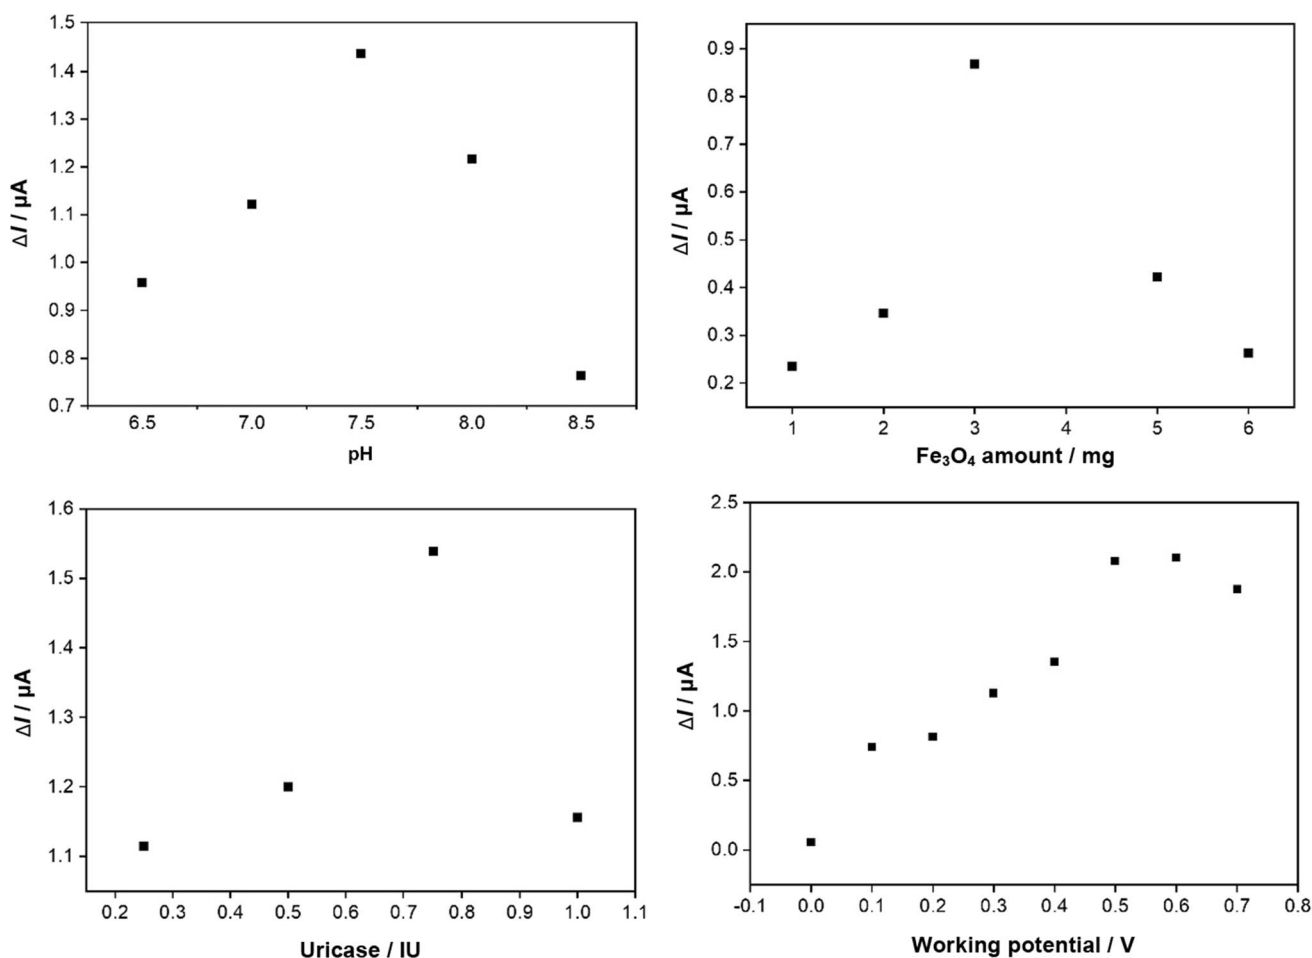 1.5
1.4
1.3
1.2
1.1
1.0
0.9
0.8
0.7
ΔI / µA
6.5 7.0 7.5 8.0 8.5
pH
0.9
0.8
0.7
0.6
0.5
0.4
0.3
0.2
ΔI / µA
1 2 3 4 5 6
Fe₃O₄ amount / mg
1.6
1.5
1.4
1.3
1.2
1.1
ΔI / µA
0.2 0.3 0.4 0.5 0.6 0.7 0.8 0.9 1.0 1.1
Uricase / IU
2.5
2.0
1.5
1.0
0.5
0.0
ΔI / µA
-0.1 0.0 0.1 0.2 0.3 0.4 0.5 0.6 0.7 0.8
Working potential / V